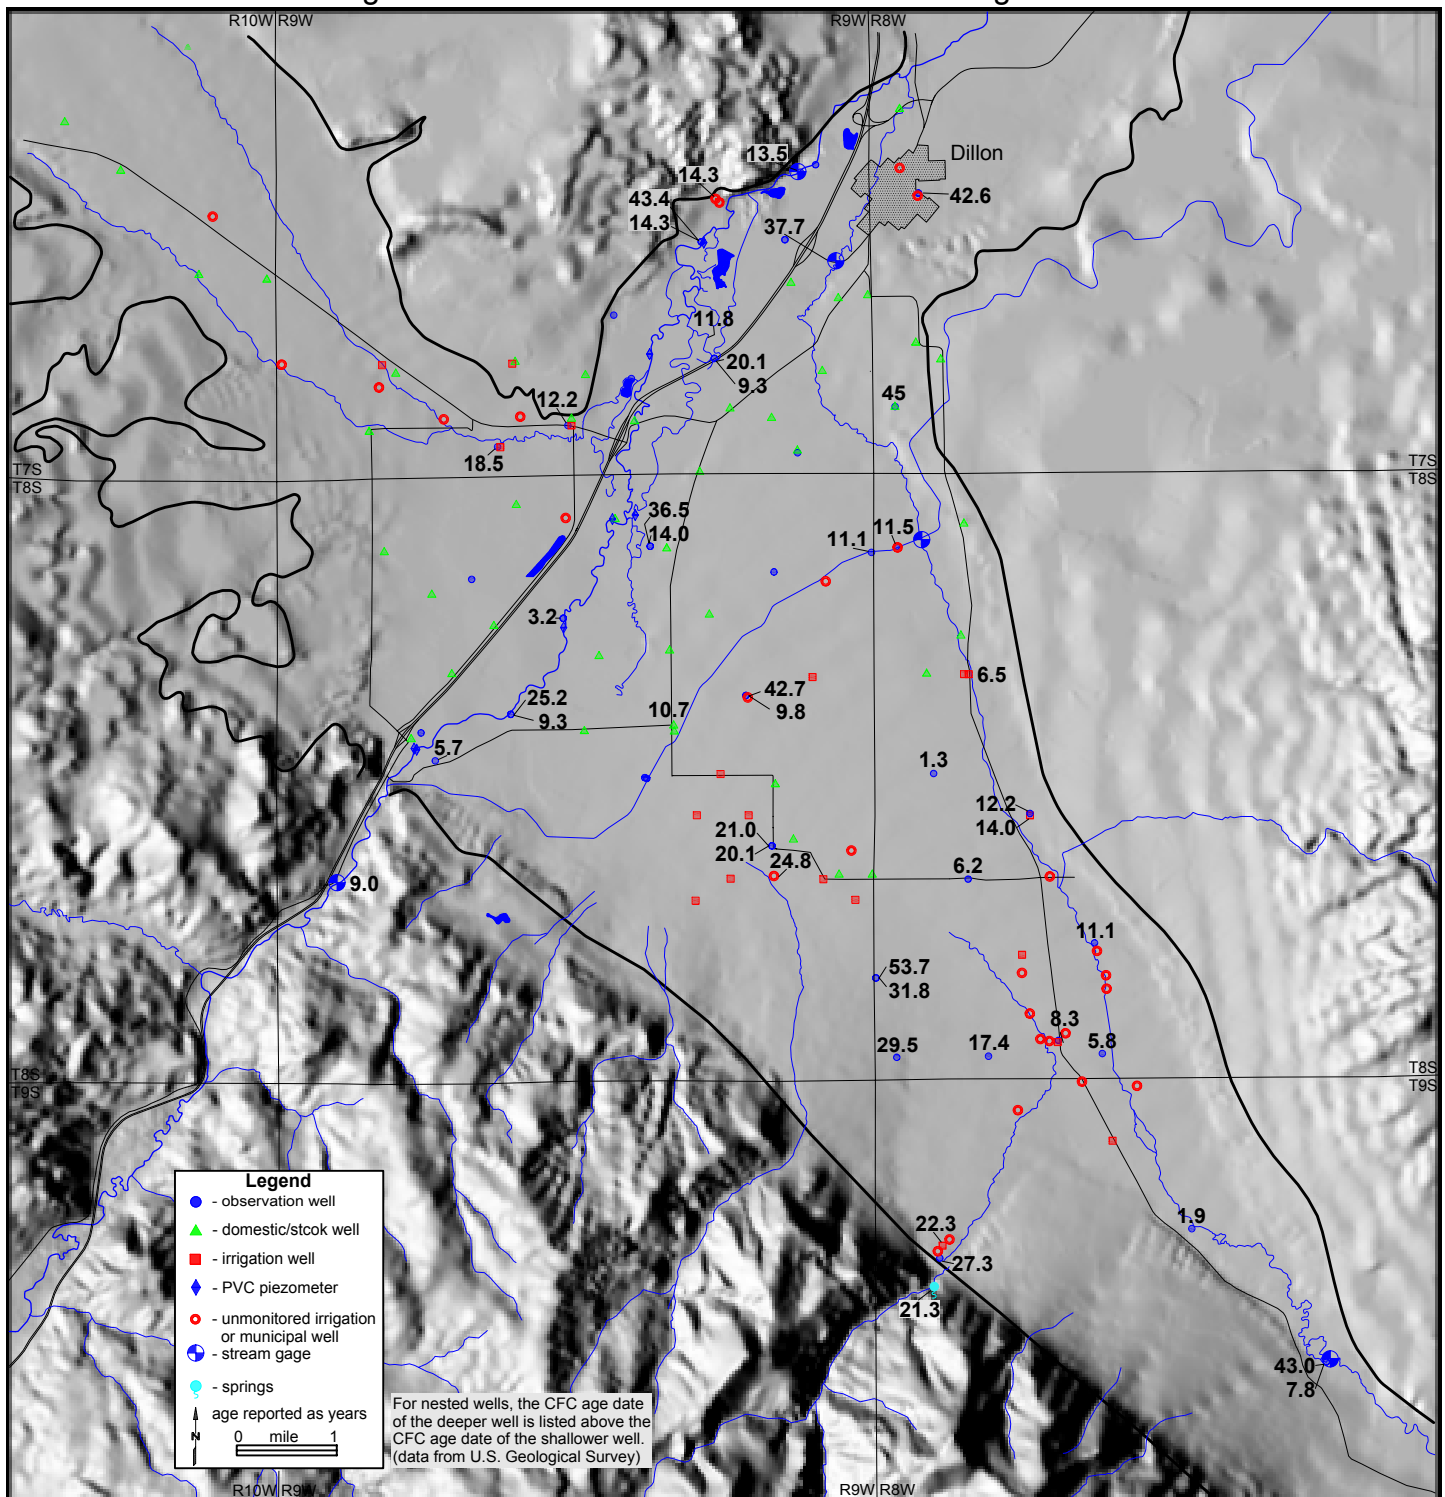 R10W R9W
R9W R8W
Dillon
13.5
14.3
43.4
14.3
42.6
37.7
11.8
20.1
9.3
45
12.2
18.5
T7S
T8S
T7S
T8S
36.5
14.0
11.5
11.1
3.2
6.5
42.7
9.8
25.2
9.3
10.7
5.7
1.3
12.2
14.0
21.0
20.1
24.8
6.2
9.0
11.1
53.7
31.8
8.3
29.5
17.4
5.8
T8S
T9S
T8S
T9S
1.9
22.3
27.3
21.3
43.0
7.8
Legend
- observation well
- domestic/stcok well
- irrigation well
- PVC piezometer
- unmonitored irrigation
or municipal well
- stream gage
- springs
age reported as years
N
0 mile 1
For nested wells, the CFC age date
of the deeper well is listed above the
CFC age date of the shallower well.
(data from U.S. Geological Survey)
R10W R9W
R9W R8W